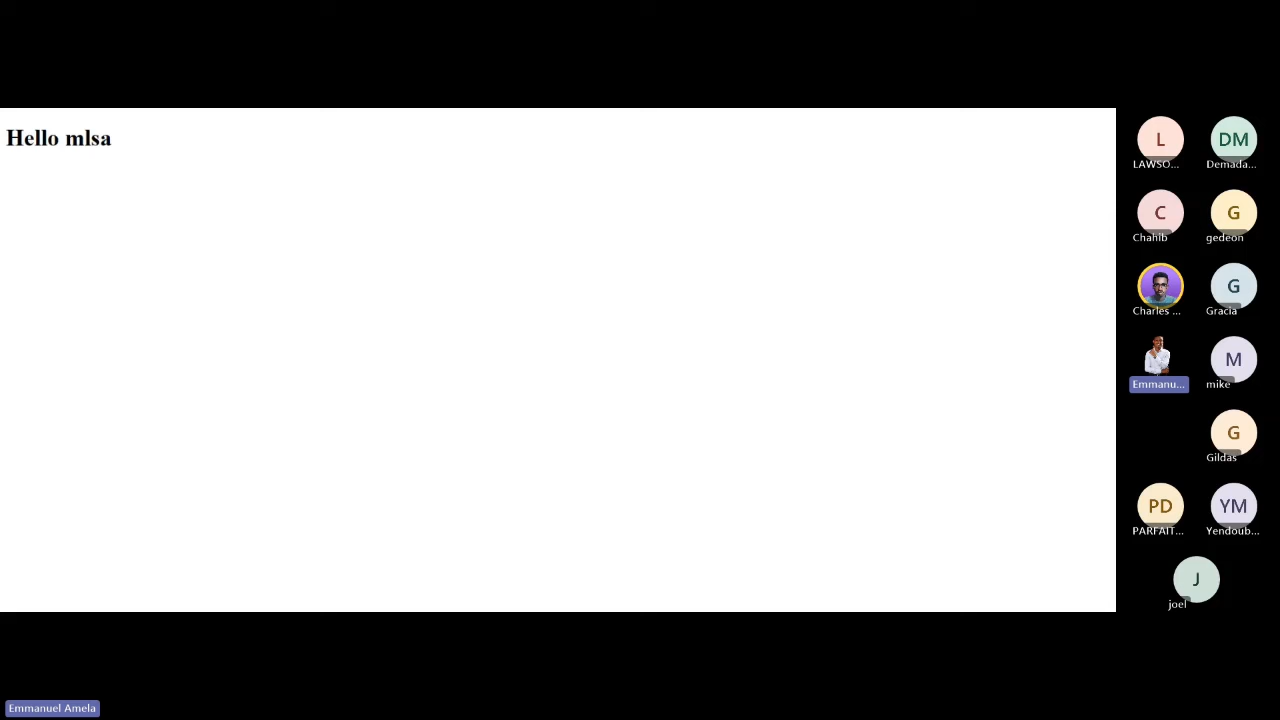 Hello mlsa
L
DM
LAWSO...
Demada...
C
G
Chahib
gedeon
G
Charles ...
Gracia
M
Emmanu...
mike
G
Gildas
PD
YM
PARFAIT...
Yendoub...
J
joel
Emmanuel Amela